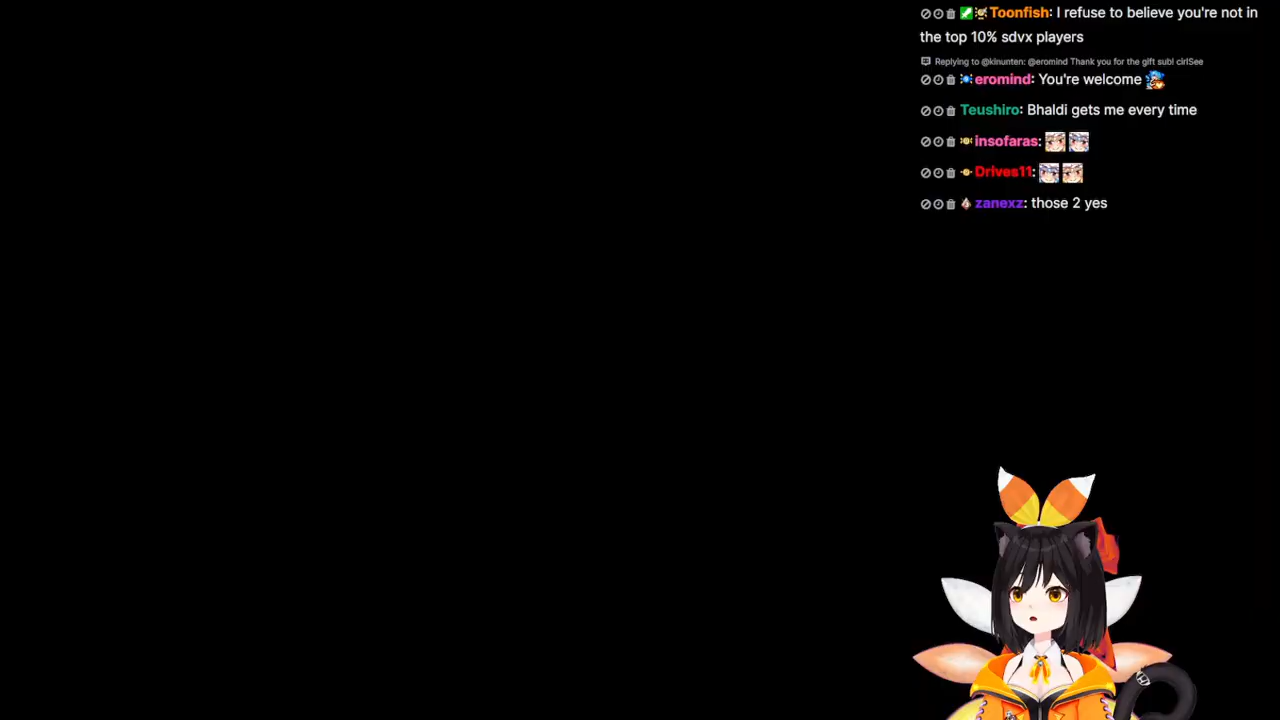 Toonfish: I refuse to believe you're not in
the top 10% sdvx players
Replying to @kinunten: @eromind Thank you for the gift sub! cirlSee
eromind: You're welcome
Teushiro: Bhaldi gets me every time
insofaras:
Drives11:
zanexz: those 2 yes